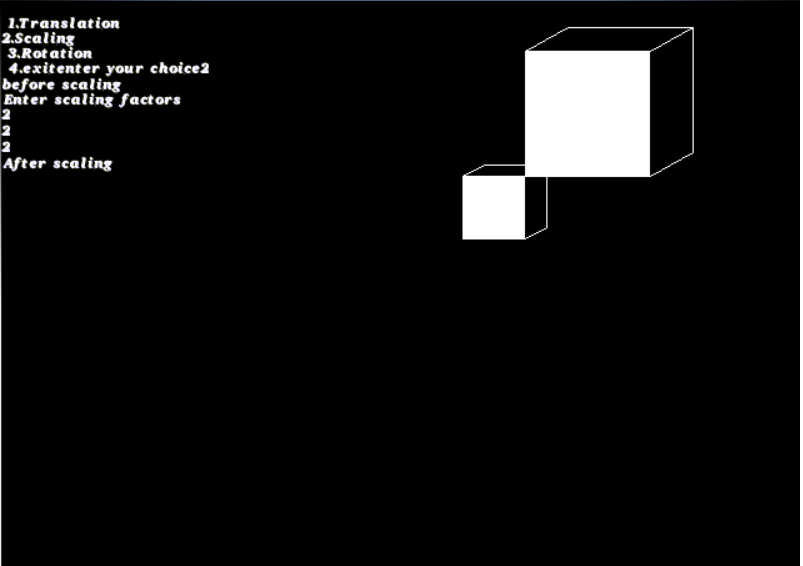 1.Translation
2.Scaling
3.Rotation
4.exitenter your choice2
before scaling
Enter scaling factors
2
2
2
After scaling